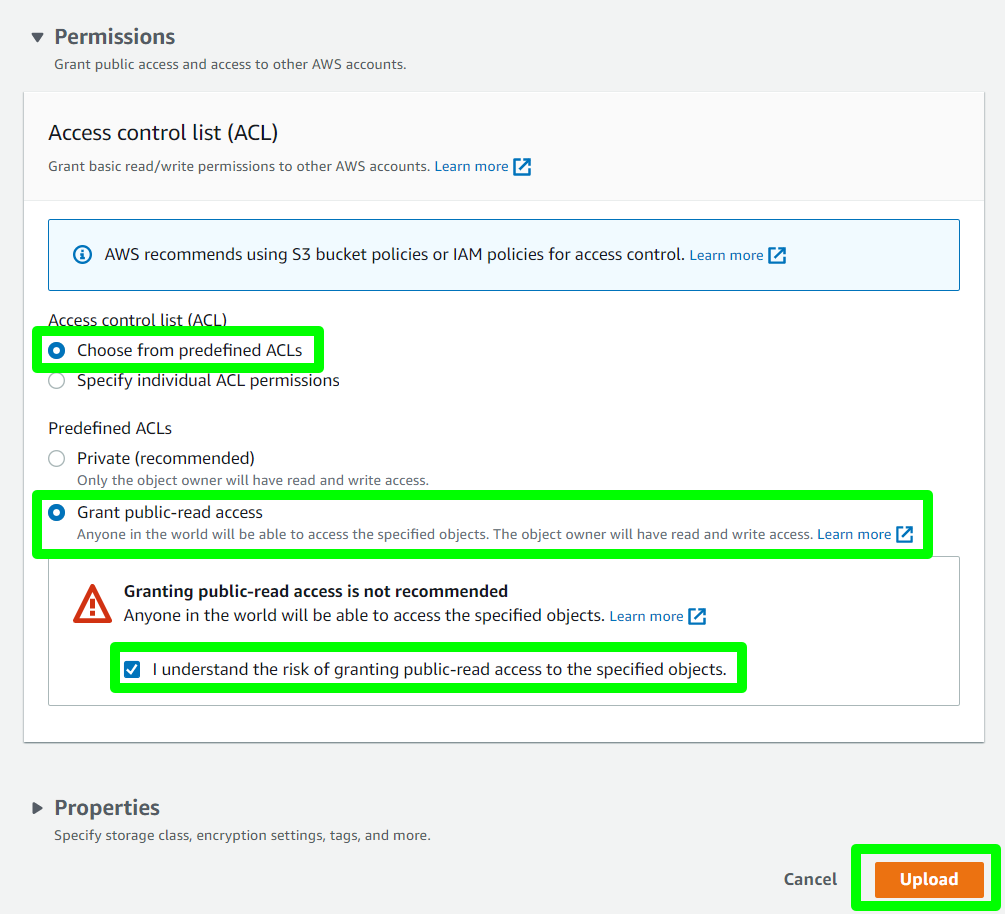 Permissions
Grant public access and access to other AWS accounts.
Access control list (ACL)
Grant basic read/write permissions to other AWS accounts. Learn more
AWS recommends using S3 bucket policies or IAM policies for access control. Learn more
Access control list (ACL)
Choose from predefined ACLs
Specify individual ACL permissions
Predefined ACLs
Private (recommended)
Only the object owner will have read and write access.
Grant public-read access
Anyone in the world will be able to access the specified objects. The object owner will have read and write access. Learn more
Granting public-read access is not recommended
Anyone in the world will be able to access the specified objects. Learn more
I understand the risk of granting public-read access to the specified objects.
Properties
Specify storage class, encryption settings, tags, and more.
Cancel Upload